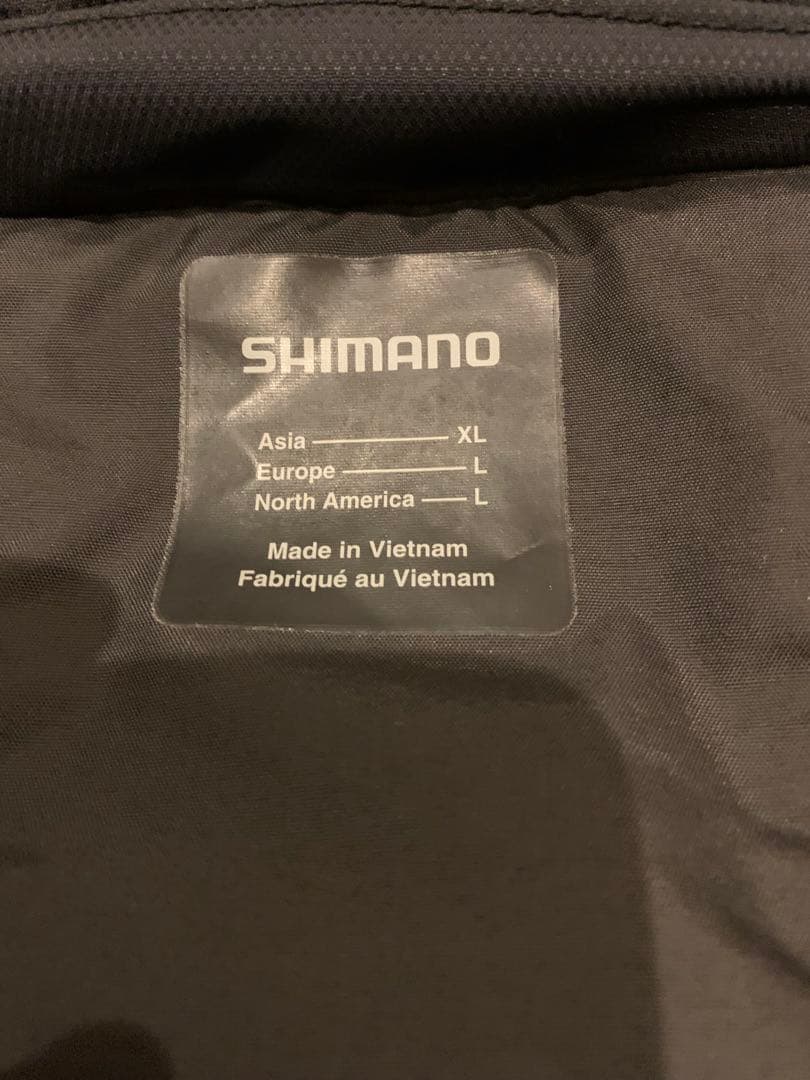 SHIMANO
Asia XL
Europe L
North America L
Made in Vietnam
Fabriqué au Vietnam